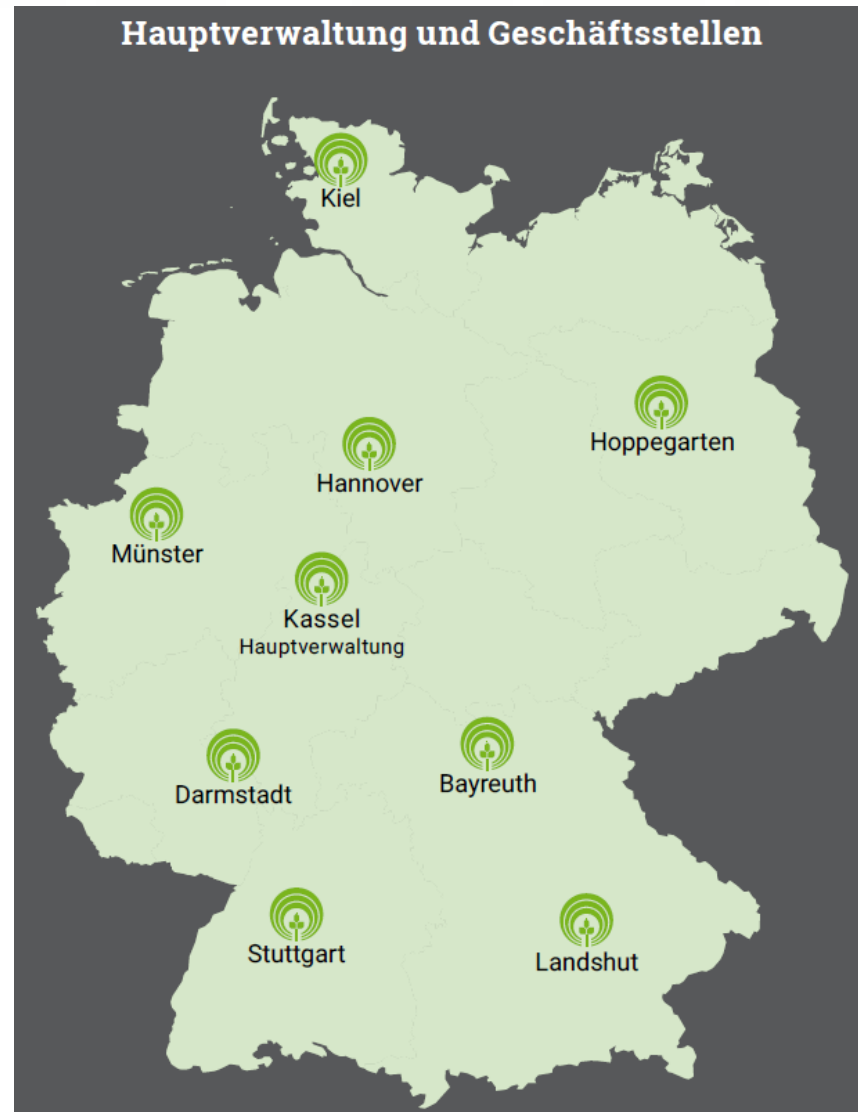 Hauptverwaltung und Geschäftsstellen
Kiel
Hoppegarten
Hannover
Münster
Kassel
Hauptverwaltung
Darmstadt
Bayreuth
Stuttgart
Landshut